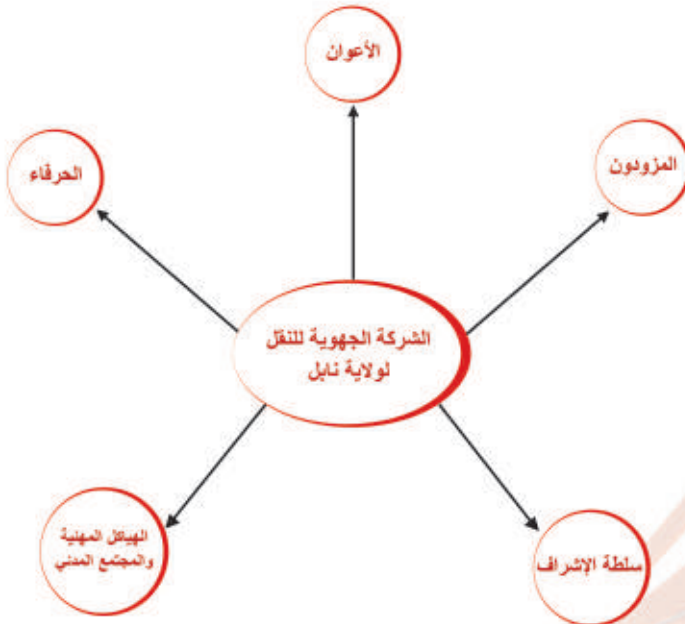 الأعوان
المزودون
الحرفاء
الشركة الجهوية للنقل
لولاية نابل
سلطة الإشراف
الهياكل المهنية
والمجتمع المدني